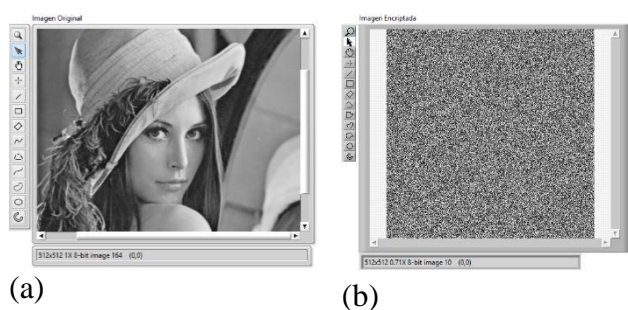 Imagen Original
Imagen Encriptada
512x512 1X 8-bit image 164 (0,0)
512x512 0.71X 8-bit image 10 (0,0)
(a)
(b)